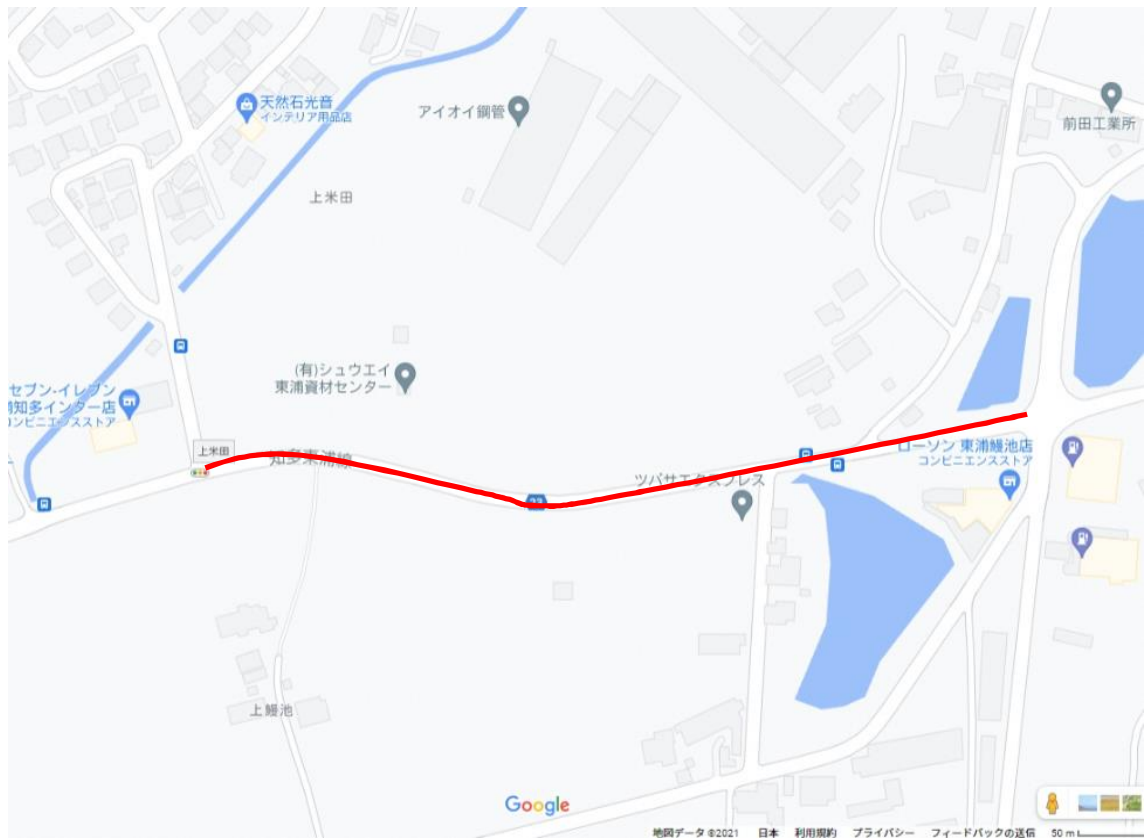 天然石光音
インテリア用品店
アイオイ鋼管
前田工業所
上米田
(有)シュウエイ
東浦資材センター
セブン-イレブン
知多インター店
コンビニエンスストア
上米田
知多東浦線
23
ツバサエクスプレス
ローソン 東浦鰻池店
コンビニエンスストア
上鰻池
Google
地図データ ©2021 日本 利用規約 プライバシー フィードバックの送信 50 m